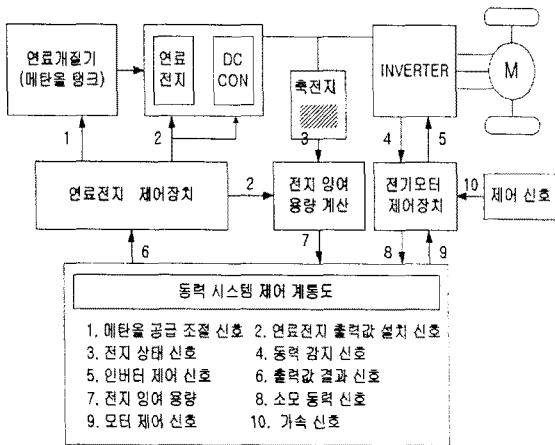 연료개질기
(메탄올 탱크)
연료
전지
DC
CON
축전지
INVERTER
M
1
2
3
4
5
연료전지 제어장치
2
전지 잉여
용량 계산
전기모터
제어장치
10
제어 신호
6
7
8
9
동력 시스템 제어 계통도
1. 메탄올 공급 조절 신호
2. 연료전지 출력값 설치 신호
3. 전지 상태 신호
4. 동력 감지 신호
5. 인버터 제어 신호
6. 출력값 결과 신호
7. 전지 잉여 용량
8. 소모 동력 신호
9. 모터 제어 신호
10. 가속 신호